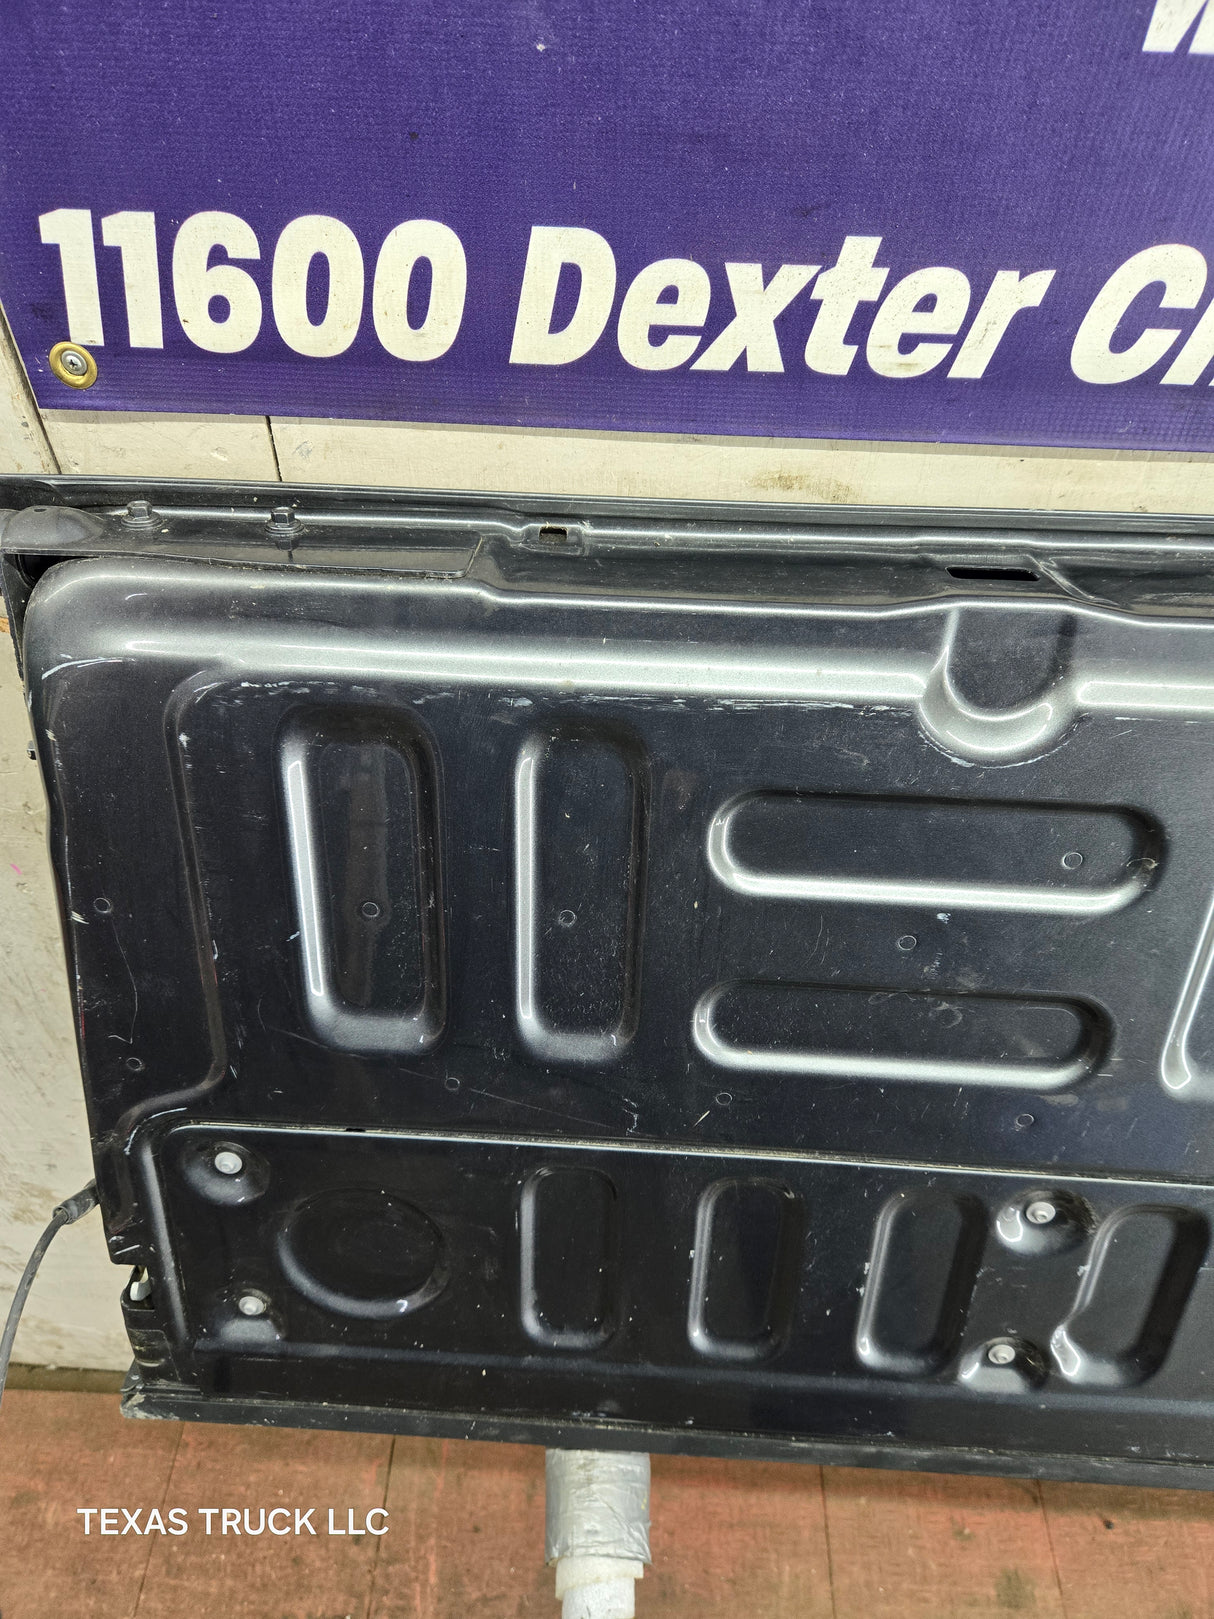 11600 Dexter
TEXAS TRUCK LLC